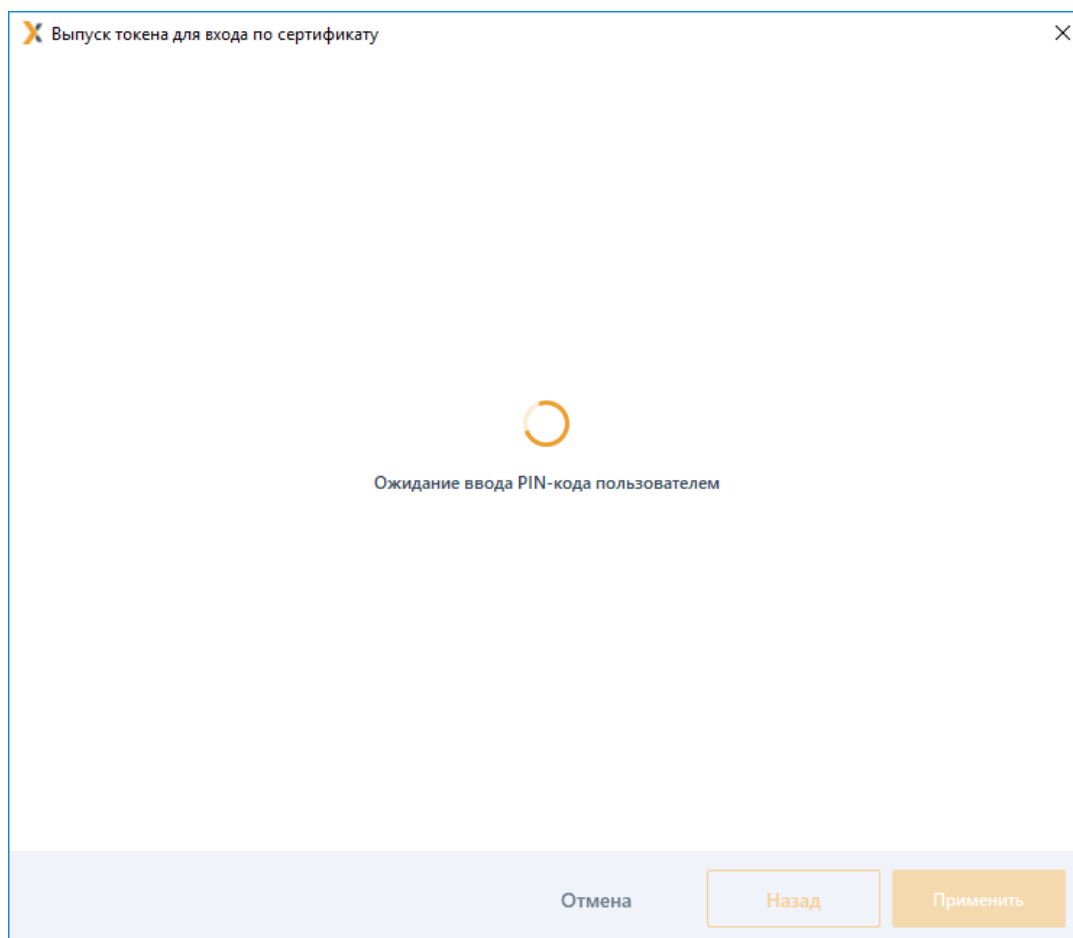 Выпуск токена для входа по сертификату
Ожидание ввода PIN-кода пользователем
Отмена
Назад
Применить